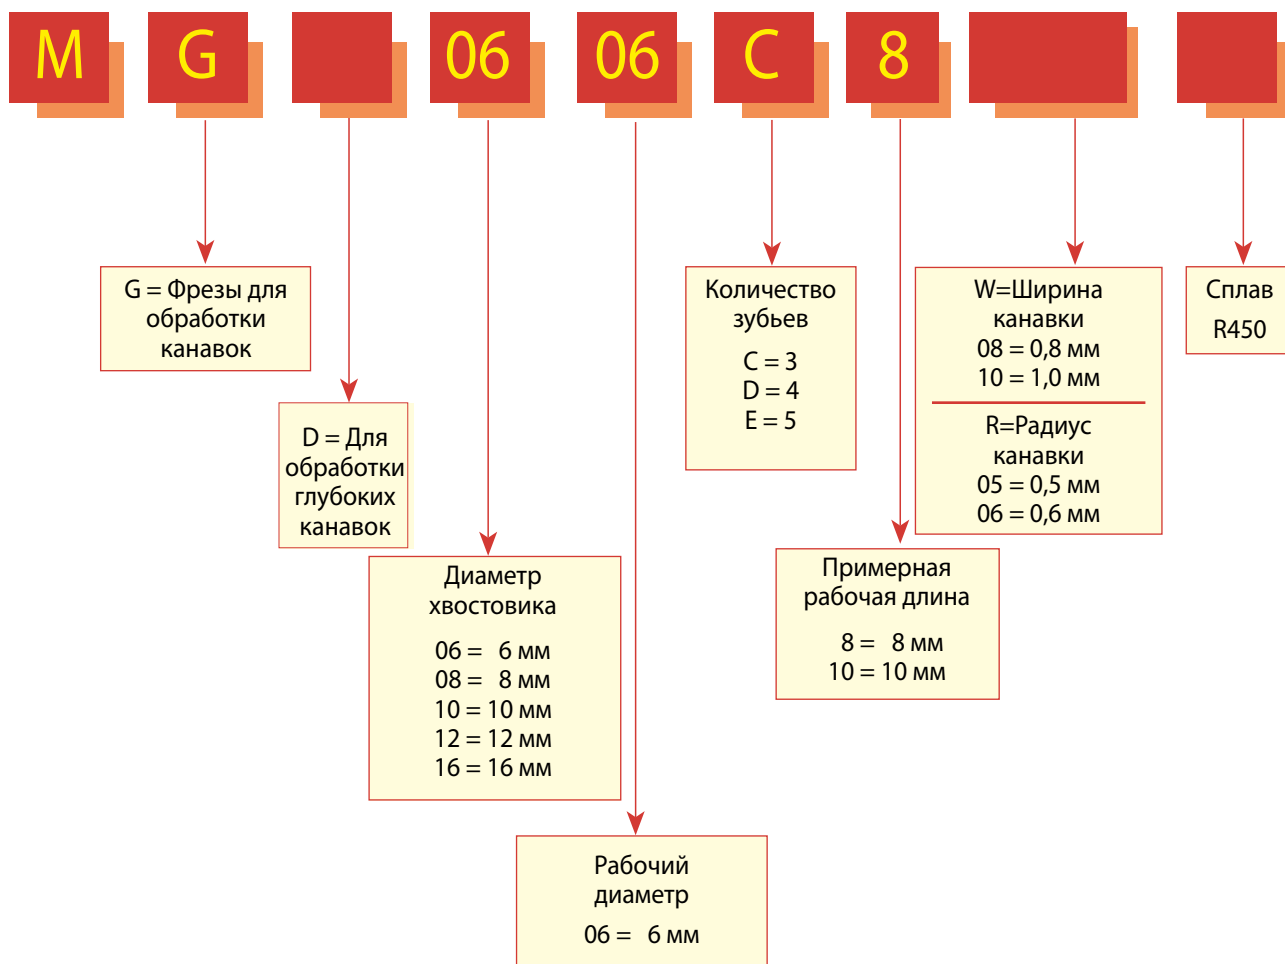 M G 06 06 C 8
G = Фрезы для
обработки
канавок
D = Для
обработки
глубоких
канавок
Диаметр
хвостовика
06 = 6 мм
08 = 8 мм
10 = 10 мм
12 = 12 мм
16 = 16 мм
Рабочий
диаметр
06 = 6 мм
Количество
зубьев
C = 3
D = 4
E = 5
Примерная
рабочая длина
8 = 8 мм
10 = 10 мм
W=Ширина
канавки
08 = 0,8 мм
10 = 1,0 мм
R=Радиус
канавки
05 = 0,5 мм
06 = 0,6 мм
Сплав
R450